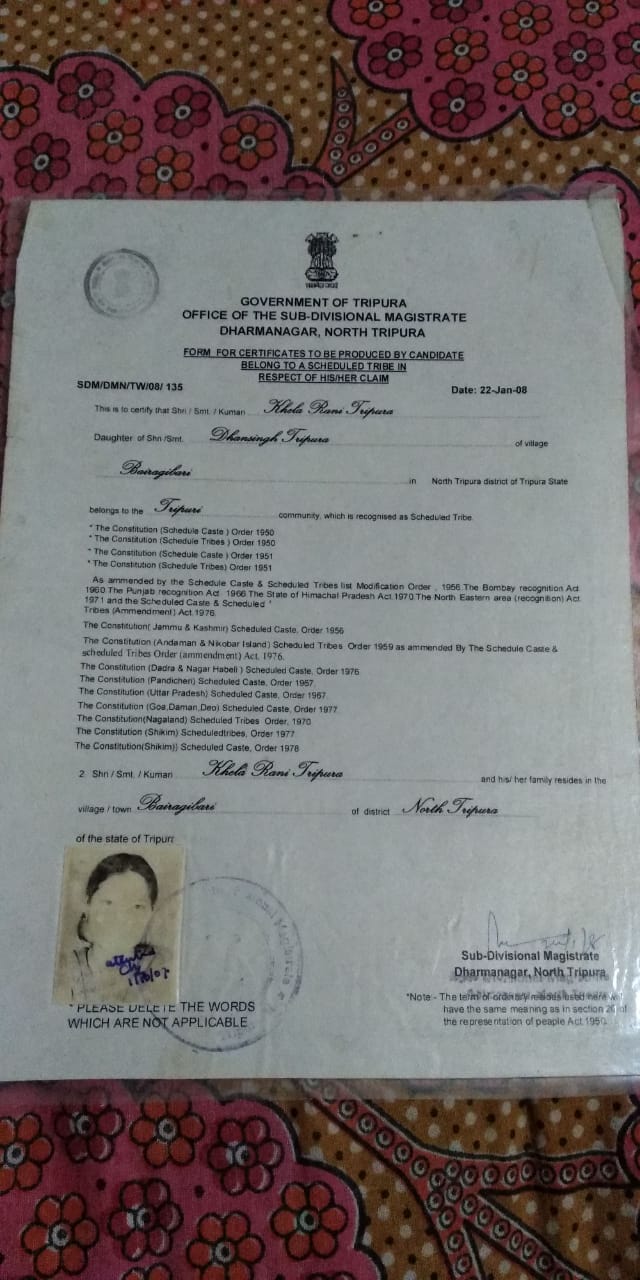 GOVERNMENT OF TRIPURA
OFFICE OF THE SUB-DIVISIONAL MAGISTRATE
DHARMANAGAR, NORTH TRIPURA
FORM FOR CERTIFICATES TO BE PRODUCED BY CANDIDATE
BELONG TO A SCHEDULED TRIBE IN
RESPECT OF HIS/HER CLAIM
SDM/DMN/TW/08/ 135 Date: 22-Jan-08
This is to certify that Shri / Smt. / Kumari Khela Rani Tripura
Daughter of Shri /Smt. Dhansingh Tripura of village
Bairagibari in North Tripura district of Tripura State
belongs to the Tripuri community, which is recognised as Scheduled Tribe.
* The Constitution (Schedule Caste ) Order 1950
* The Constitution (Schedule Tribes ) Order 1950
* The Constitution (Schedule Caste ) Order 1951
* The Constitution (Schedule Tribes) Order 1951
As ammended by the Schedule Caste & Scheduled Tribes list Modification Order , 1956.The Bombay recognition Act
1960.The Punjab recognition Act 1966.The State of Himachal Pradesh Act.1970.The North Eastern area (recognition) Act.
1971 and the Scheduled Caste & Scheduled
Tribes (Ammendment) Act.1976.
The Constitution( Jammu & Kashmir) Scheduled Caste, Order 1956
The Constitution (Andaman & Nikobar Island) Scheduled Tribes Order 1959 as ammended By The Schedule Caste &
scheduled Tribes Order (ammendment) Act, 1976.
The Constitution (Dadra & Nagar Habeli ) Scheduled Caste, Order 1976
The Constitution (Pandicheri) Scheduled Caste, Order 1957.
The Constitution (Uttar Pradesh) Scheduled Caste, Order 1967.
The Constitution (Goa,Daman,Deo) Scheduled Caste, Order 1977
The Constitution(Nagaland) Scheduled Tribes Order, 1970
The Constitution (Shikim) Scheduledtribes, Order 1977
The Constitution(Shikim)) Scheduled Caste, Order 1978
2. Shri / Smt. / Kumari Khela Rani Tripura and his/ her family resides in the
village / town Bairagibari of district North Tripura
of the state of Tripur
Sub-Divisional Magistrate
Dharmanagar, North Tripura
* PLEASE DELETE THE WORDS
WHICH ARE NOT APPLICABLE
*Note - The term of ordinary resides used here
have the same meaning as in section 20 of
the representation of peaple Act.1950.